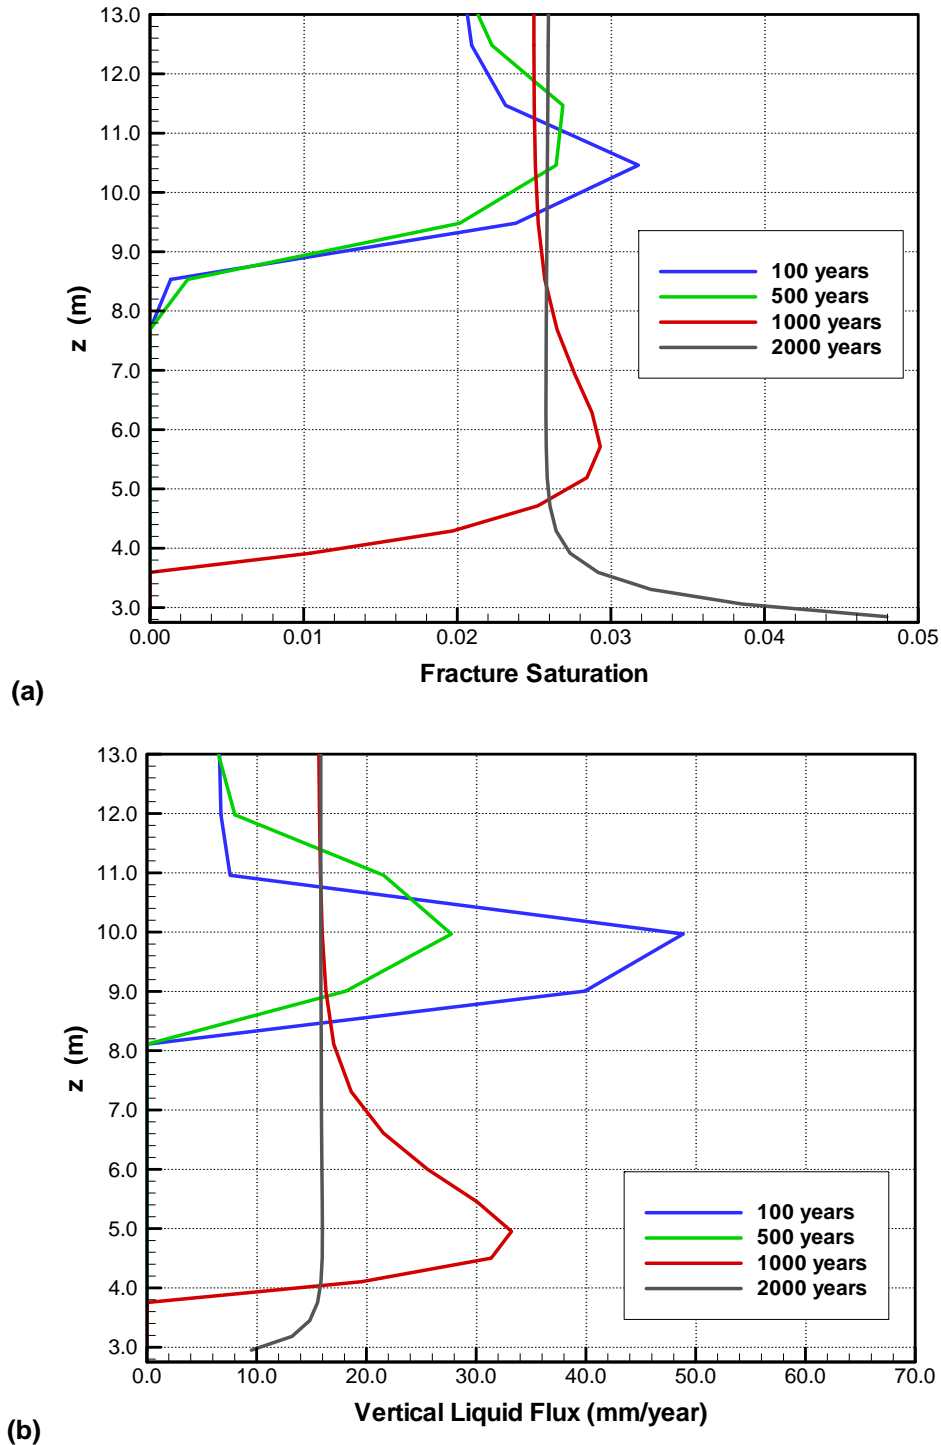 13.0
12.0
11.0
10.0
9.0
8.0
7.0
6.0
5.0
4.0
3.0
z (m)
100 years
500 years
1000 years
2000 years
0.00 0.01 0.02 0.03 0.04 0.05
Fracture Saturation
(a)
13.0
12.0
11.0
10.0
9.0
8.0
7.0
6.0
5.0
4.0
3.0
z (m)
100 years
500 years
1000 years
2000 years
0.0 10.0 20.0 30.0 40.0 50.0 60.0 70.0
Vertical Liquid Flux (mm/year)
(b)